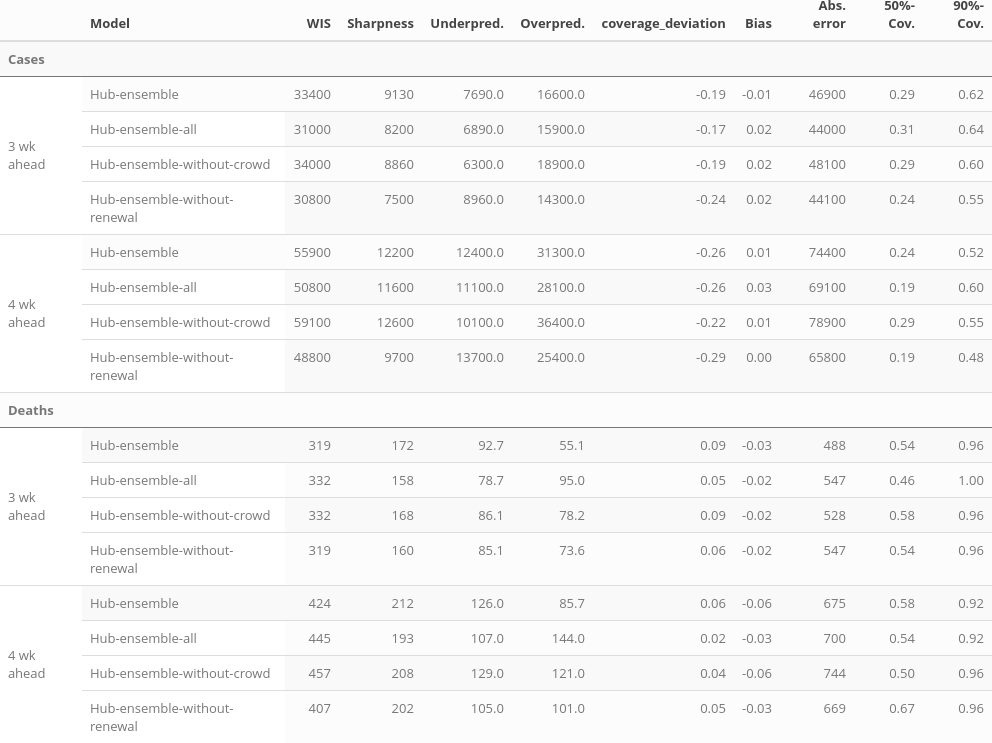 Model WIS Sharpness Underpred. Overpred. coverage_deviation Bias Abs. error 50%-Cov. 90%-Cov.
Cases
3 wk ahead
Hub-ensemble 33400 9130 7690.0 16600.0 -0.19 -0.01 46900 0.29 0.62
Hub-ensemble-all 31000 8200 6890.0 15900.0 -0.17 0.02 44000 0.31 0.64
Hub-ensemble-without-crowd 34000 8860 6300.0 18900.0 -0.19 0.02 48100 0.29 0.60
Hub-ensemble-without-renewal 30800 7500 8960.0 14300.0 -0.24 0.02 44100 0.24 0.55
4 wk ahead
Hub-ensemble 55900 12200 12400.0 31300.0 -0.26 0.01 74400 0.24 0.52
Hub-ensemble-all 50800 11600 11100.0 28100.0 -0.26 0.03 69100 0.19 0.60
Hub-ensemble-without-crowd 59100 12600 10100.0 36400.0 -0.22 0.01 78900 0.29 0.55
Hub-ensemble-without-renewal 48800 9700 13700.0 25400.0 -0.29 0.00 65800 0.19 0.48
Deaths
3 wk ahead
Hub-ensemble 319 172 92.7 55.1 0.09 -0.03 488 0.54 0.96
Hub-ensemble-all 332 158 78.7 95.0 0.05 -0.02 547 0.46 1.00
Hub-ensemble-without-crowd 332 168 86.1 78.2 0.09 -0.02 528 0.58 0.96
Hub-ensemble-without-renewal 319 160 85.1 73.6 0.06 -0.02 547 0.54 0.96
4 wk ahead
Hub-ensemble 424 212 126.0 85.7 0.06 -0.06 675 0.58 0.92
Hub-ensemble-all 445 193 107.0 144.0 0.02 -0.03 700 0.54 0.92
Hub-ensemble-without-crowd 457 208 129.0 121.0 0.04 -0.06 744 0.50 0.96
Hub-ensemble-without-renewal 407 202 105.0 101.0 0.05 -0.03 669 0.67 0.96